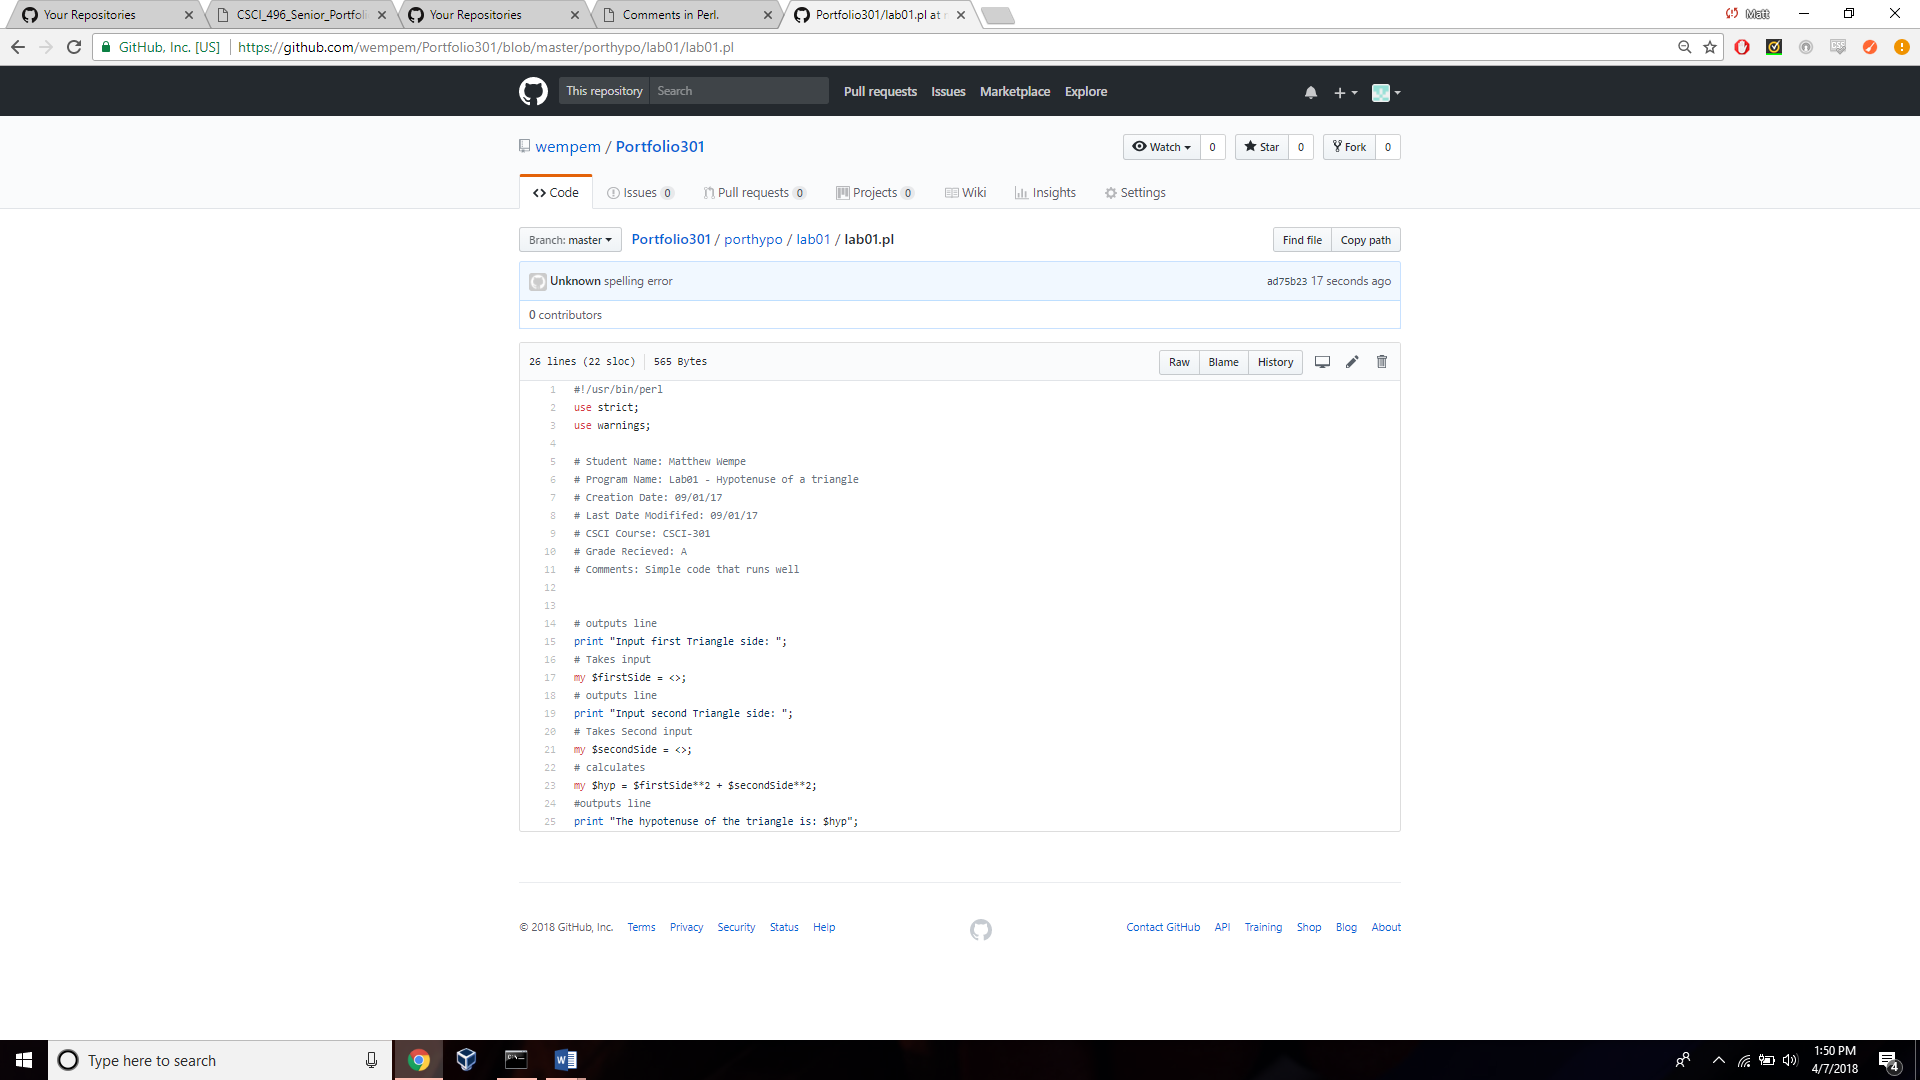 Your Repositories
CSCI_496_Senior_Portfoli
Your Repositories
Comments in Perl.
Portfolio301/lab01.pl at
Matt
GitHub, Inc. [US] https://github.com/wempem/Portfolio301/blob/master/porthypo/lab01/lab01.pl
This repository Search Pull requests Issues Marketplace Explore
wempem / Portfolio301 Watch 0 Star 0 Fork 0
Code Issues 0 Pull requests 0 Projects 0 Wiki Insights Settings
Branch: master Portfolio301 / porthypo / lab01 / lab01.pl Find file Copy path
Unknown spelling error ad75b23 17 seconds ago
0 contributors
26 lines (22 sloc) 565 Bytes Raw Blame History
1 #!/usr/bin/perl
2 use strict;
3 use warnings;
4
5 # Student Name: Matthew Wempe
6 # Program Name: Lab01 - Hypotenuse of a triangle
7 # Creation Date: 09/01/17
8 # Last Date Modififed: 09/01/17
9 # CSCI Course: CSCI-301
10 # Grade Recieved: A
11 # Comments: Simple code that runs well
12
13
14 # outputs line
15 print "Input first Triangle side: ";
16 # Takes input
17 my $firstSide = <>;
18 # outputs line
19 print "Input second Triangle side: ";
20 # Takes Second input
21 my $secondSide = <>;
22 # calculates
23 my $hyp = $firstSide**2 + $secondSide**2;
24 #outputs line
25 print "The hypotenuse of the triangle is: $hyp";
© 2018 GitHub, Inc. Terms Privacy Security Status Help Contact GitHub API Training Shop Blog About
Type here to search
1:50 PM
4/7/2018
4